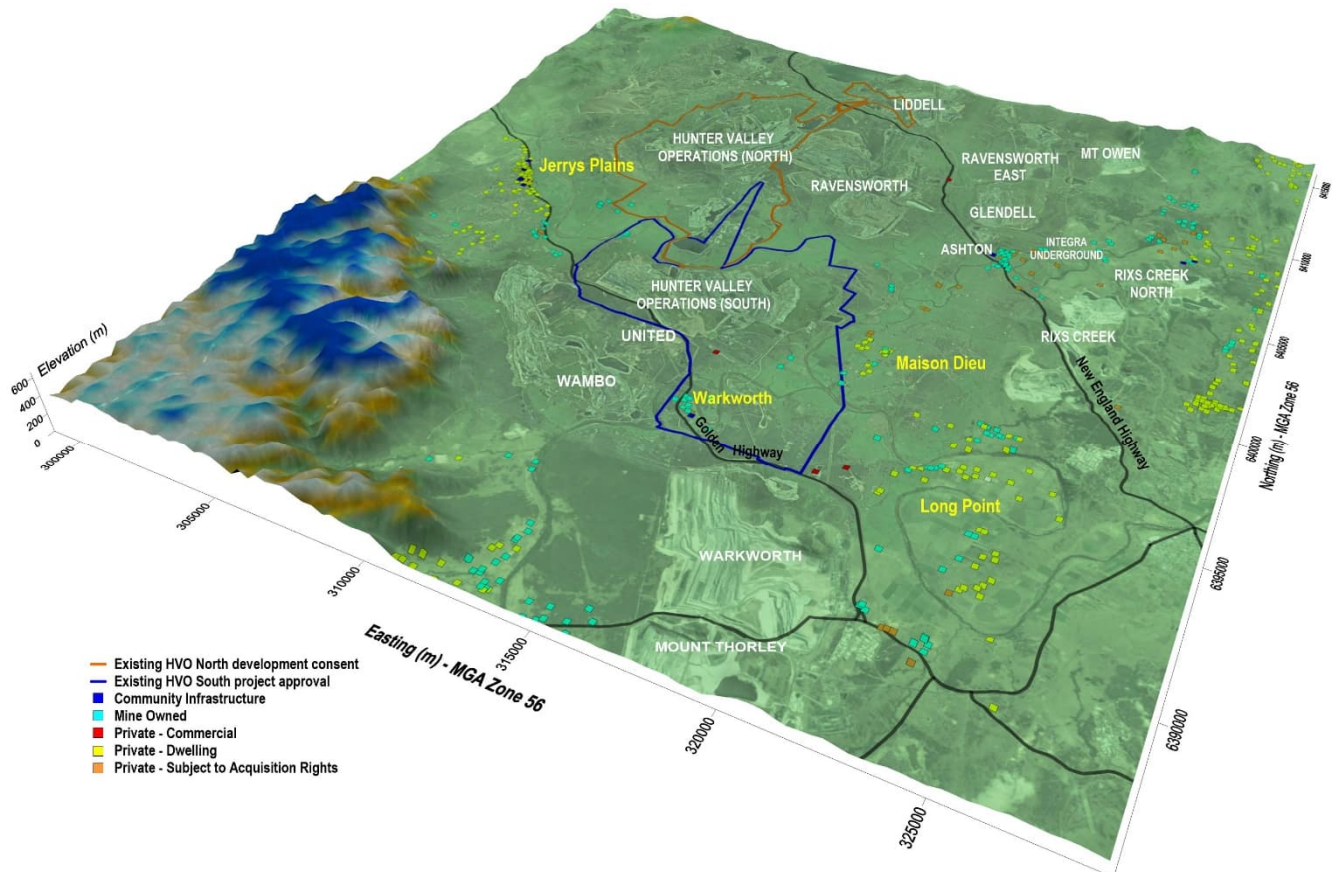 LIDDELL
HUNTER VALLEY
OPERATIONS (NORTH)
MT OWEN
RAVENSWORTH
EAST
Jerrys Plains
RAVENSWORTH
GLENDELL
ASHTON
INTEGRA
UNDERGROUND
RIXS CREEK
NORTH
HUNTER VALLEY
OPERATIONS (SOUTH)
UNITED
RIXS CREEK
Maison Dieu
WAMBO
Warkworth
Golden
Highway
New England Highway
Long Point
WARKWORTH
MOUNT THORLEY
Elevation (m)
600
400
200
0
300000
305000
310000
315000
320000
325000
Easting (m) - MGA Zone 56
6390000
6395000
640000
6405000
Northing (m) - MGA Zone 56
Existing HVO North development consent
Existing HVO South project approval
Community Infrastructure
Mine Owned
Private - Commercial
Private - Dwelling
Private - Subject to Acquisition Rights